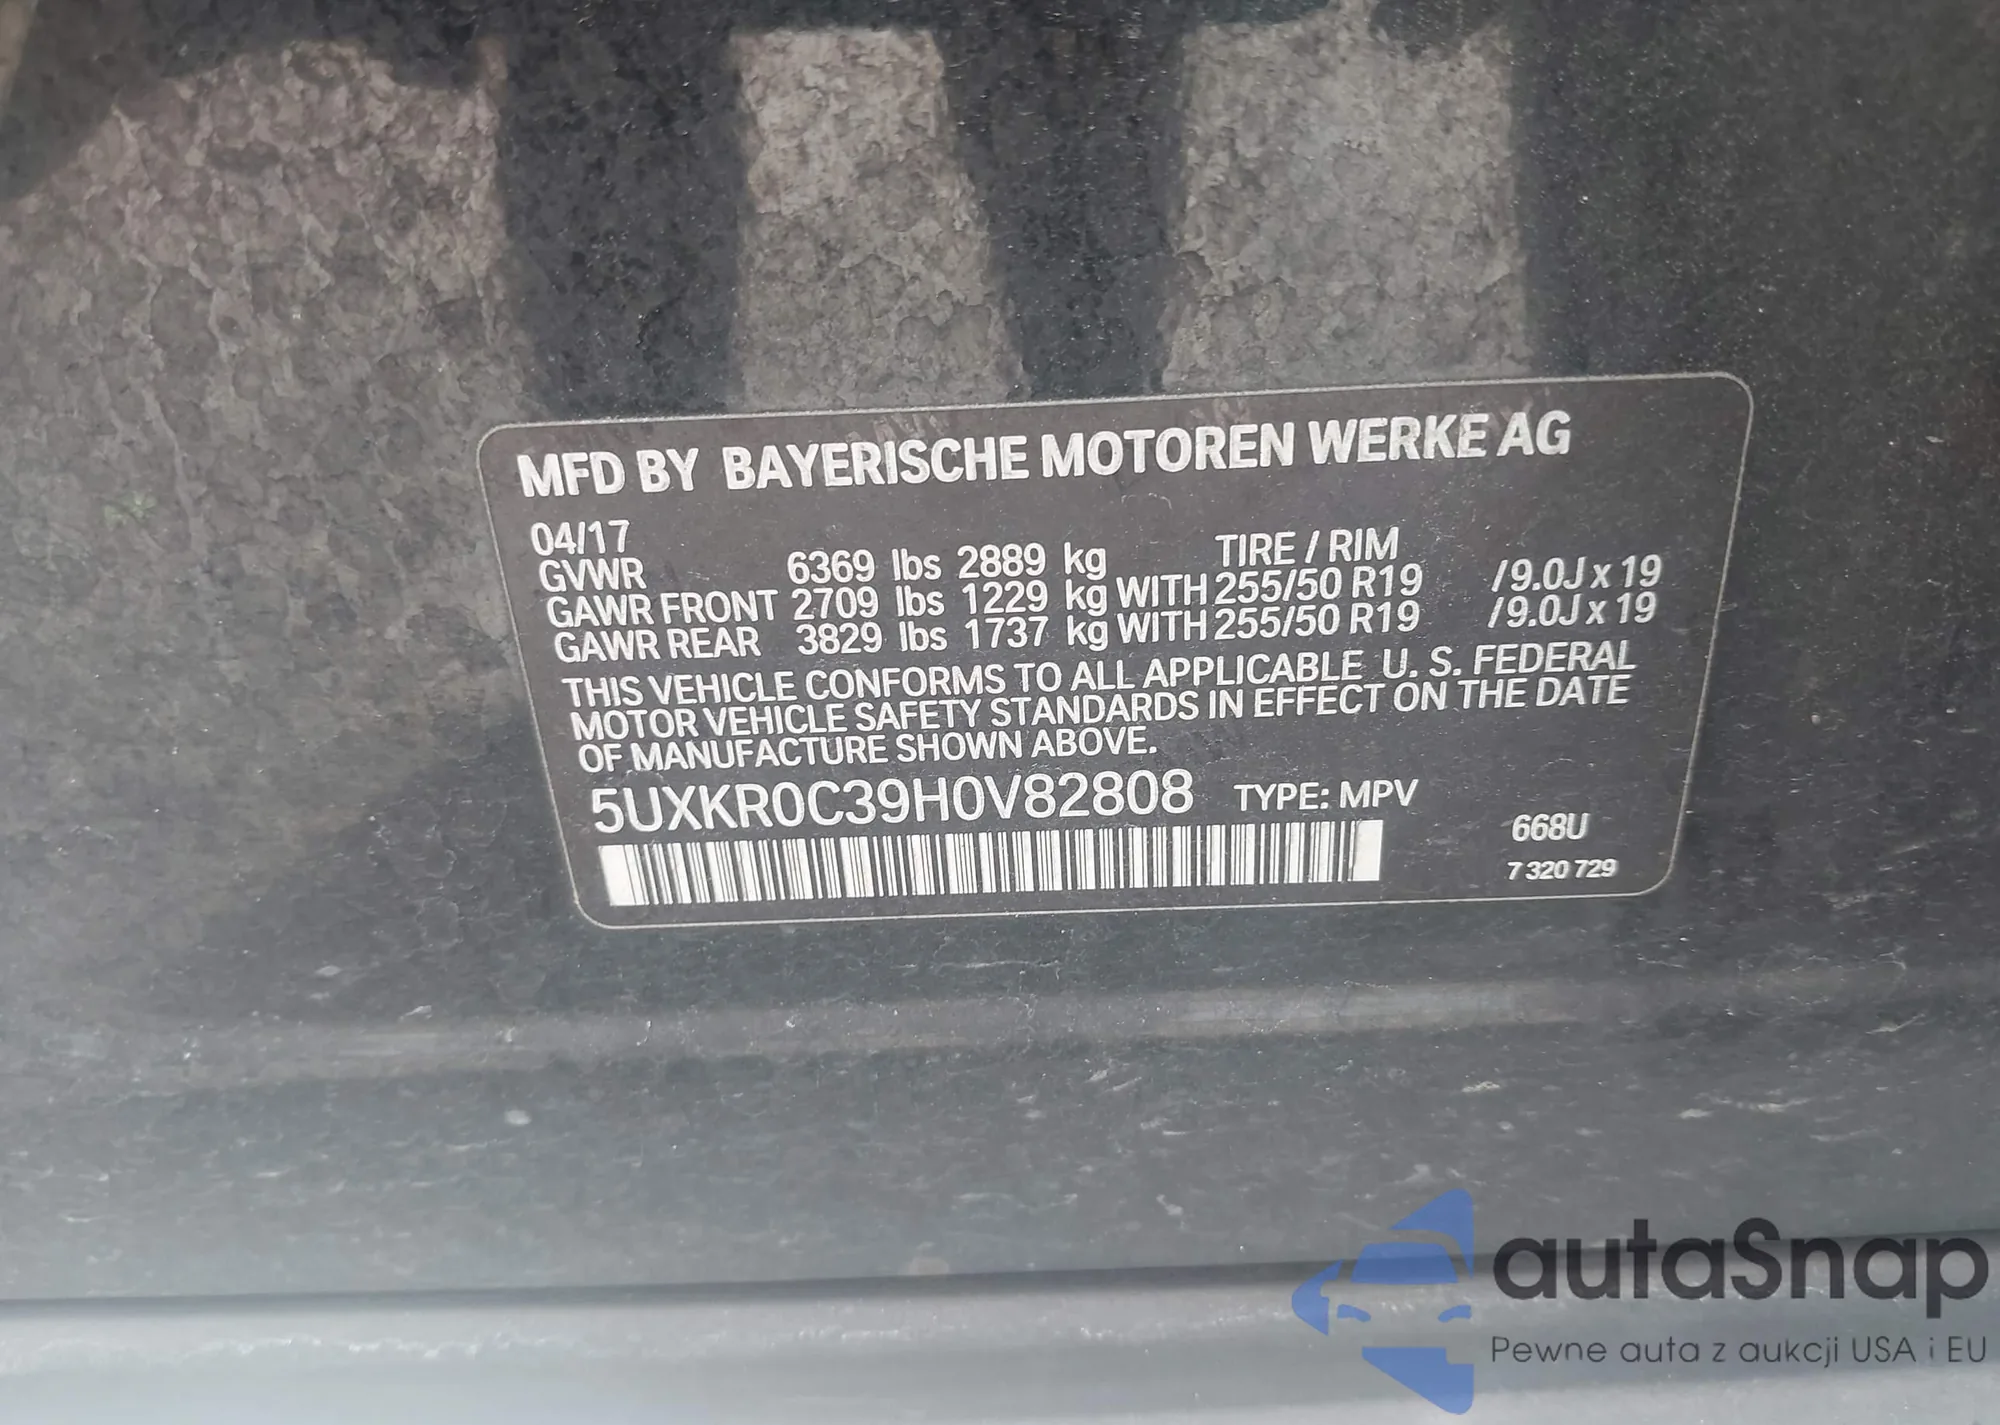 MFD BY BAYERISCHE MOTOREN WERKE AG
04/17
GVWR 6369 lbs 2889 kg TIRE / RIM
GAWR FRONT 2709 lbs 1229 kg WITH 255/50 R19 /9.0J x 19
GAWR REAR 3829 lbs 1737 kg WITH 255/50 R19 /9.0J x 19
THIS VEHICLE CONFORMS TO ALL APPLICABLE U. S. FEDERAL
MOTOR VEHICLE SAFETY STANDARDS IN EFFECT ON THE DATE
OF MANUFACTURE SHOWN ABOVE.
5UXKR0C39H0V82808 TYPE: MPV
668U
7 320 729
autaSnap
Pewne auta z aukcji USA i EU